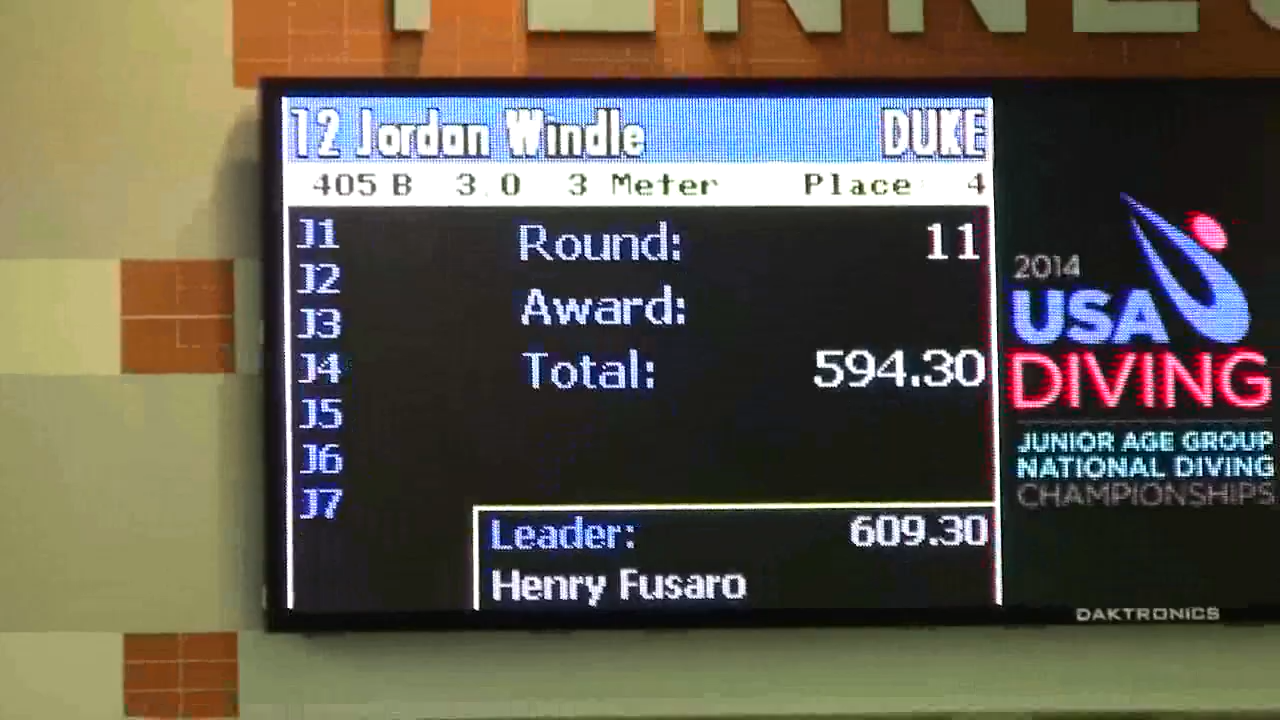 TENNE
12 Jordan Windle DUKE
405 B 3.0 3 Meter Place: 4
J1 Round: 11
J2 Award:
J3
J4 Total: 594.30
J5
J6
J7
Leader: 609.30
Henry Fusaro
2014
USA
DIVING
JUNIOR AGE GROUP
NATIONAL DIVING
CHAMPIONSHIPS
DAKTRONICS